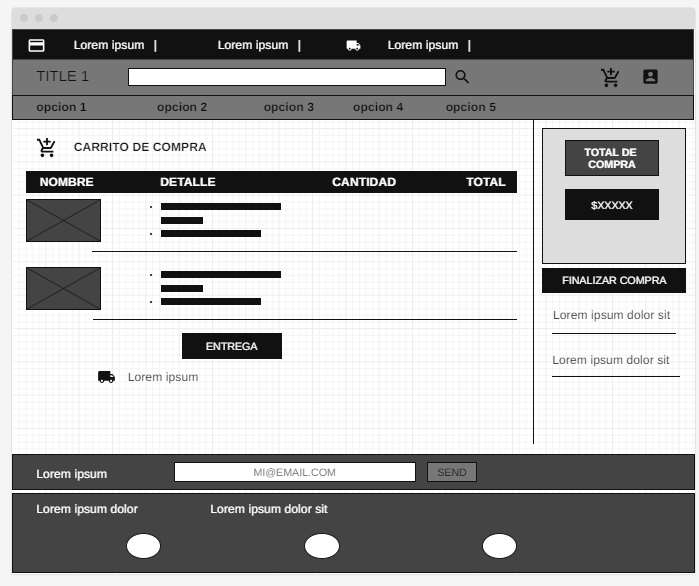 Lorem ipsum | Lorem ipsum | Lorem ipsum |
TITLE 1
opcion 1 opcion 2 opcion 3 opcion 4 opcion 5
CARRITO DE COMPRA
NOMBRE DETALLE CANTIDAD TOTAL
ENTREGA
Lorem ipsum
TOTAL DE
COMPRA
$XXXXX
FINALIZAR COMPRA
Lorem ipsum dolor sit
Lorem ipsum dolor sit
Lorem ipsum MI@EMAIL.COM SEND
Lorem ipsum dolor Lorem ipsum dolor sit